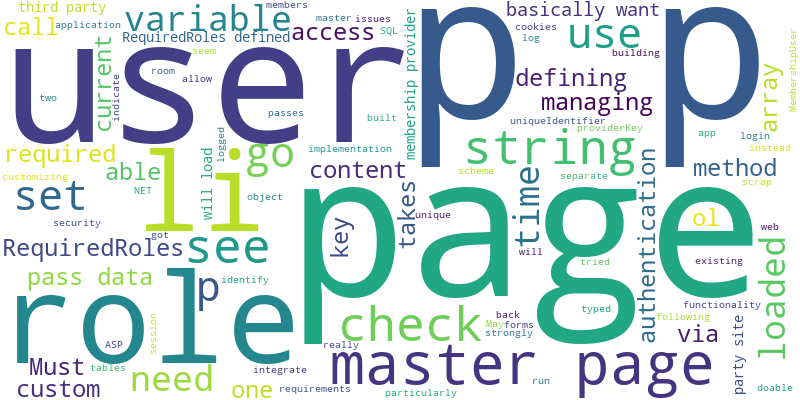 third party
members
master
issues
basically want
call
application
variable
SQL
cookies
use
RequiredRoles defined
access
log
seem
building
user
p p
MembershipUser
current
two
room
allow
indicate
membership provider
defining
array
managing
passes
built
uniqueIdentifier
providerKey
app
login
required
li
go
logged
implementation
string
instead
able
will load
content
scheme
separate
method
customizing
NET
object
time
scrap
set
page
takes
key
unique
authentication
ol
security
got
will
web
RequiredRoles
see
tried
existing
loaded
pass data
role
p
identify
typed
functionality
check
May
forms
back
strongly
following
via
ASP
session
really
party site
Must
tables
integrate
master page
doable
custom
need
one
requirements
particularly
run